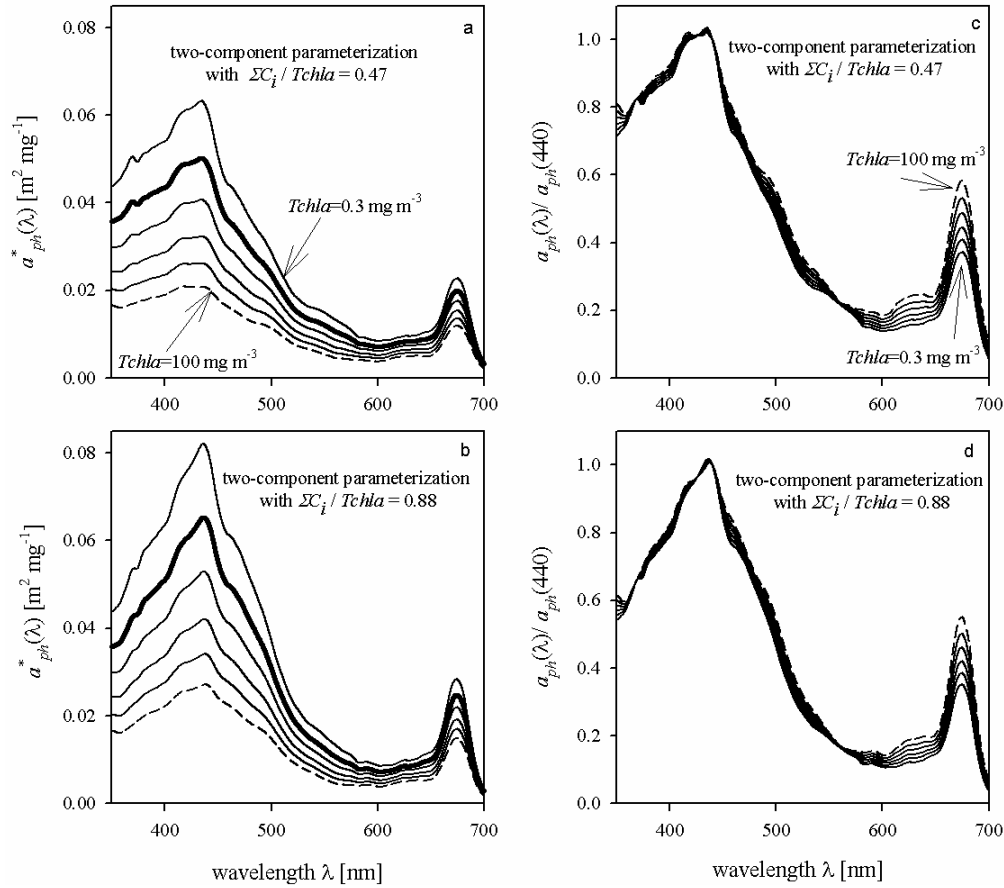 a
two-component parameterization
with ΣCi / Tchla = 0.47
Tchla=0.3 mg m-3
Tchla=100 mg m-3
0.08
0.06
0.04
0.02
0.00
400
500
600
700
a*ph(λ) [m2 mg-1]
c
two-component parameterization
with ΣCi / Tchla = 0.47
Tchla=100 mg m-3
Tchla=0.3 mg m-3
1.0
0.8
0.6
0.4
0.2
0.0
400
500
600
700
aph(λ)/ aph(440)
b
two-component parameterization
with ΣCi / Tchla = 0.88
0.08
0.06
0.04
0.02
0.00
400
500
600
700
a*ph(λ) [m2 mg-1]
wavelength λ [nm]
d
two-component parameterization
with ΣCi / Tchla = 0.88
1.0
0.8
0.6
0.4
0.2
0.0
400
500
600
700
aph(λ)/ aph(440)
wavelength λ [nm]